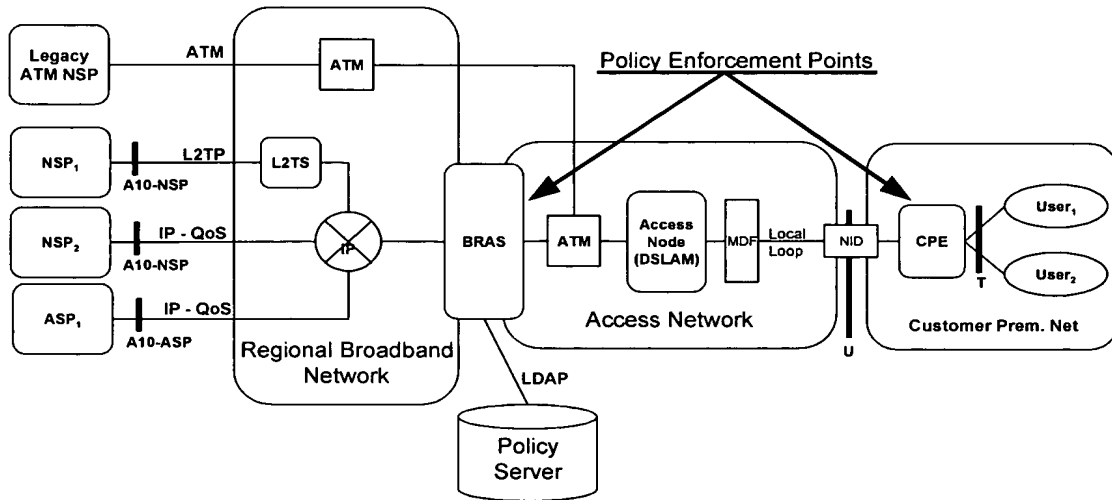 Legacy
ATM NSP
ATM
ATM
Policy Enforcement Points
NSP1
L2TP
A10-NSP
L2TS
NSP2
IP - QoS
A10-NSP
IP
BRAS
ATM
Access
Node
(DSLAM)
MDF
Local
Loop
NID
CPE
T
User1
User2
ASP1
IP - QoS
A10-ASP
Regional Broadband
Network
Access Network
U
Customer Prem. Net
LDAP
Policy
Server